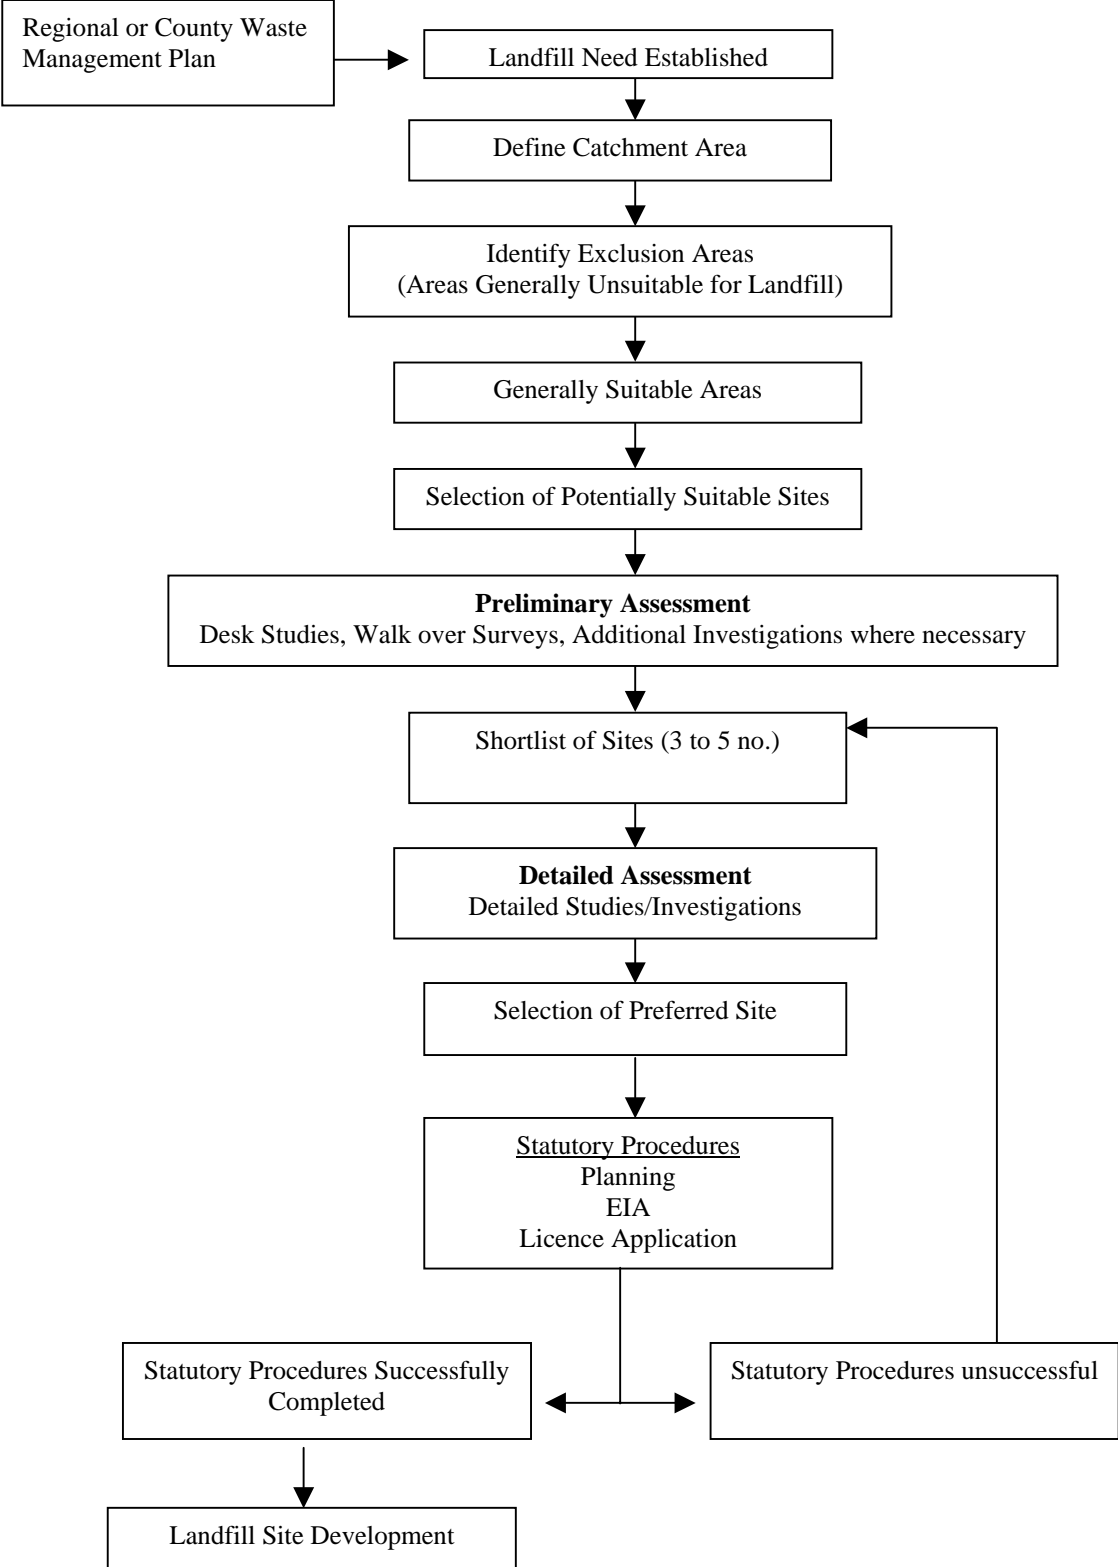 Regional or County Waste
Management Plan
Landfill Need Established
Define Catchment Area
Identify Exclusion Areas
(Areas Generally Unsuitable for Landfill)
Generally Suitable Areas
Selection of Potentially Suitable Sites
Preliminary Assessment
Desk Studies, Walk over Surveys, Additional Investigations where necessary
Shortlist of Sites (3 to 5 no.)
Detailed Assessment
Detailed Studies/Investigations
Selection of Preferred Site
Statutory Procedures
Planning
EIA
Licence Application
Statutory Procedures Successfully
Completed
Statutory Procedures unsuccessful
Landfill Site Development